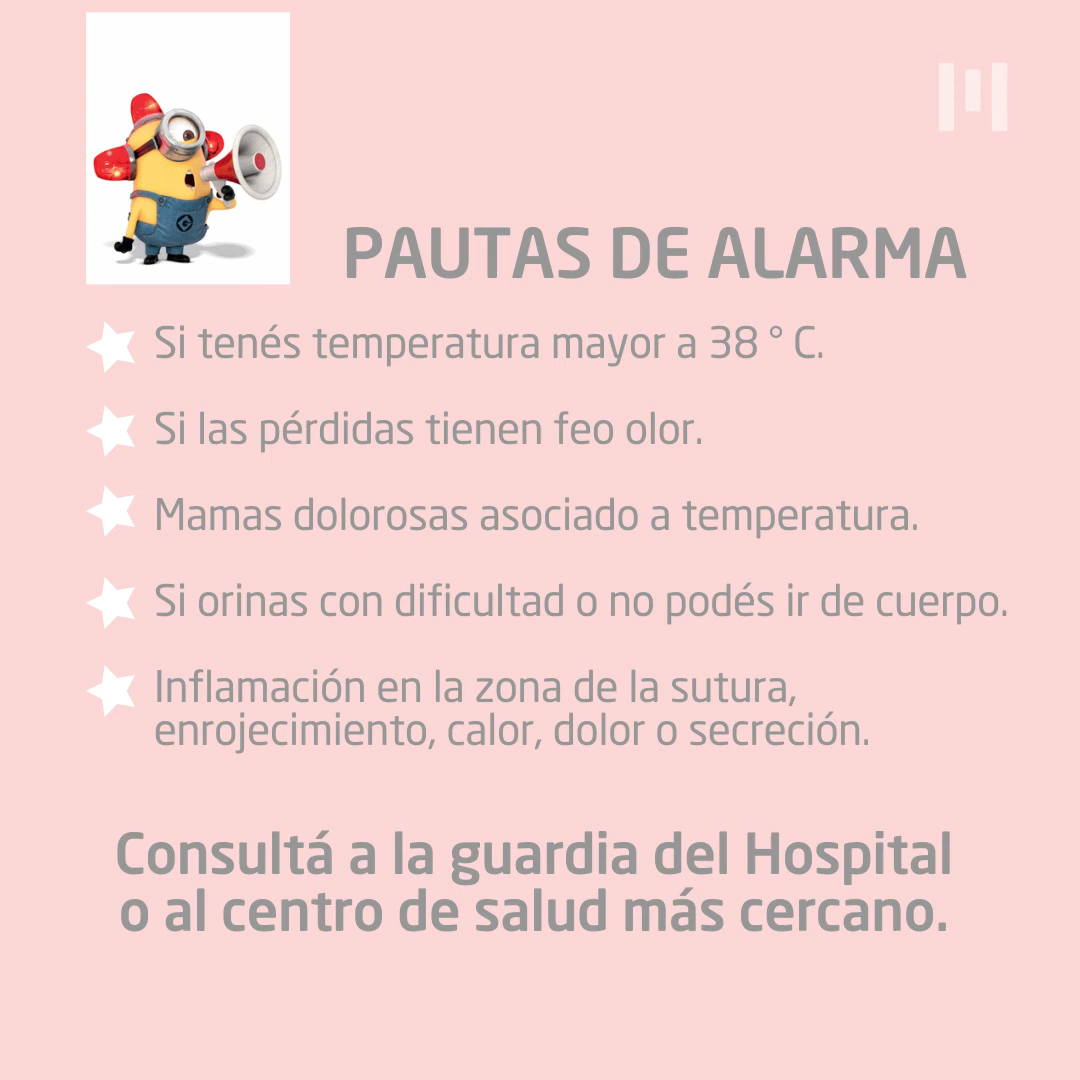 PAUTAS DE ALARMA
Si tenés temperatura mayor a 38 ° C.
Si las pérdidas tienen feo olor.
Mamas dolorosas asociado a temperatura.
Si orinas con dificultad o no podés ir de cuerpo.
Inflamación en la zona de la sutura,
enrojecimiento, calor, dolor o secreción.
Consultá a la guardia del Hospital
o al centro de salud más cercano.